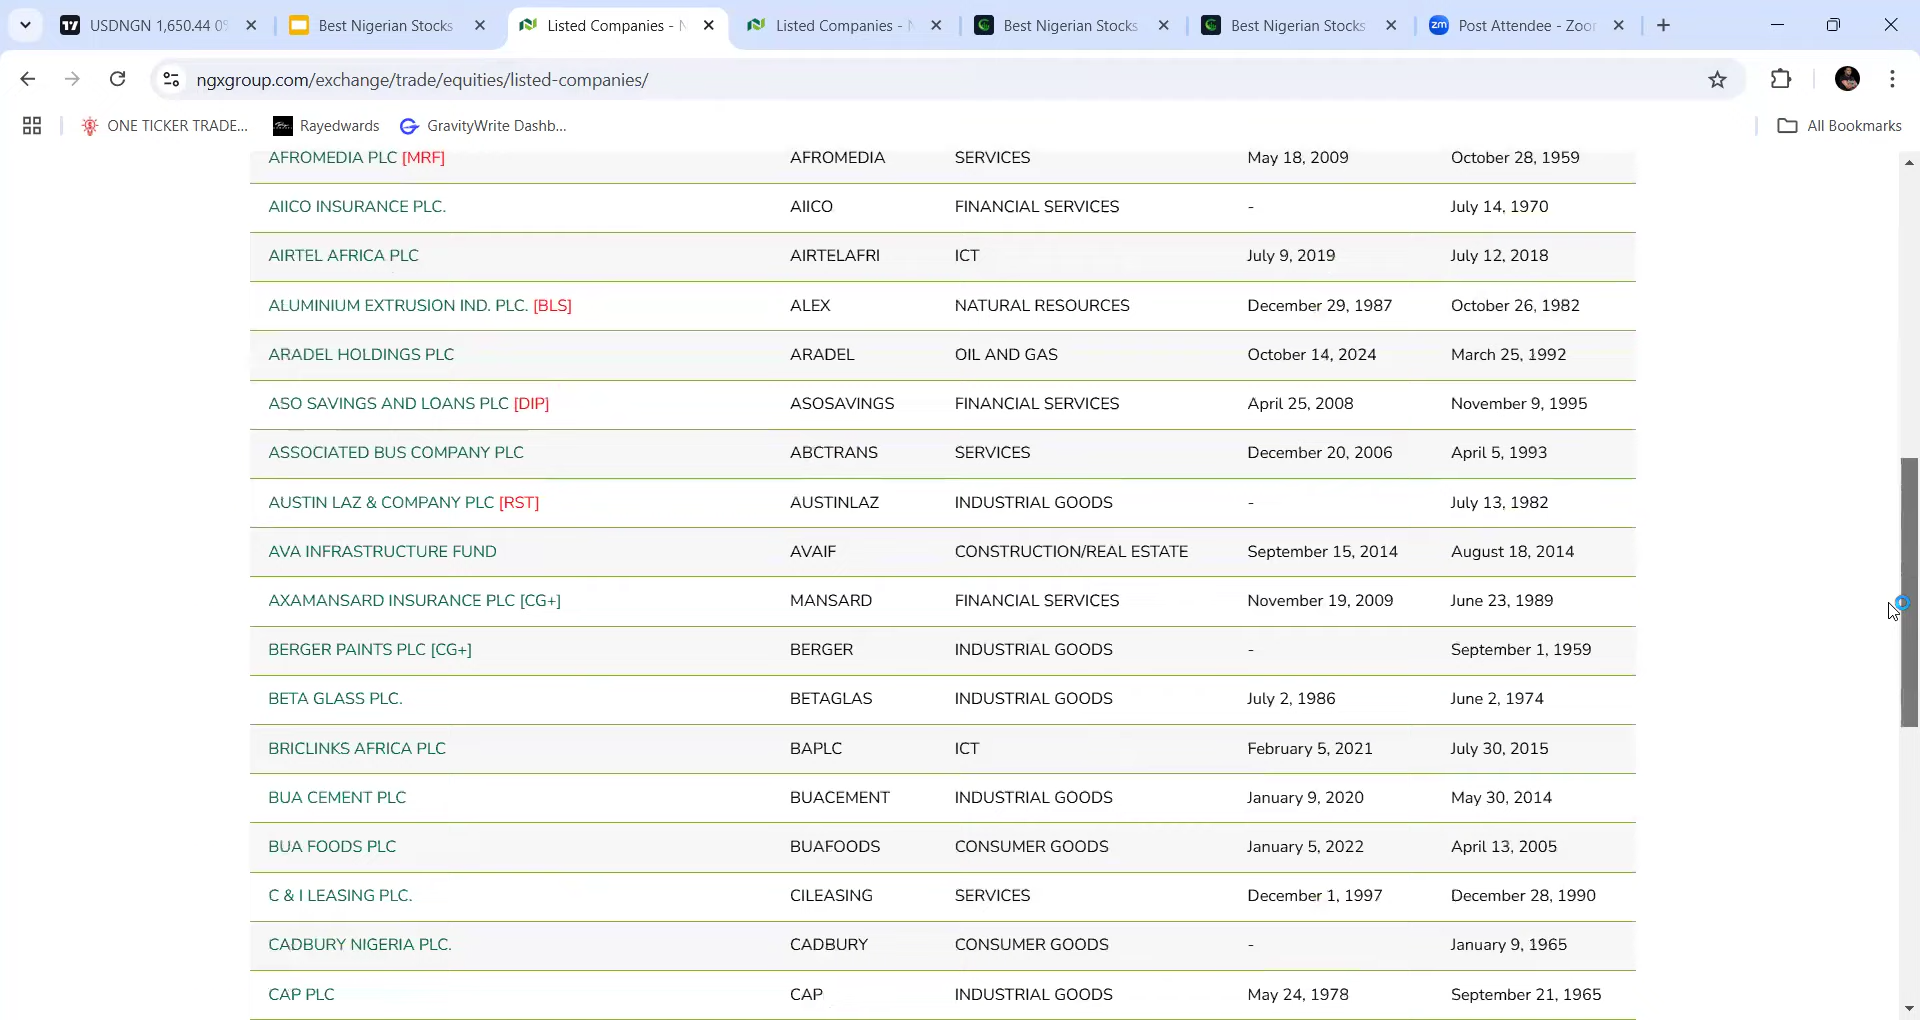 USDNGN 1,650.44 0%
Best Nigerian Stocks
Listed Companies - N
Listed Companies - N
Best Nigerian Stocks
Best Nigerian Stocks
zm Post Attendee - Zoom
ngxgroup.com/exchange/trade/equities/listed-companies/
ONE TICKER TRADE... Rayedwards GravityWrite Dashb... All Bookmarks
AFROMEDIA PLC [MRF] AFROMEDIA SERVICES May 18, 2009 October 28, 1959
AIICO INSURANCE PLC. AIICO FINANCIAL SERVICES - July 14, 1970
AIRTEL AFRICA PLC AIRTELAFRI ICT July 9, 2019 July 12, 2018
ALUMINIUM EXTRUSION IND. PLC. [BLS] ALEX NATURAL RESOURCES December 29, 1987 October 26, 1982
ARADEL HOLDINGS PLC ARADEL OIL AND GAS October 14, 2024 March 25, 1992
ASO SAVINGS AND LOANS PLC [DIP] ASOSAVINGS FINANCIAL SERVICES April 25, 2008 November 9, 1995
ASSOCIATED BUS COMPANY PLC ABCTRANS SERVICES December 20, 2006 April 5, 1993
AUSTIN LAZ & COMPANY PLC [RST] AUSTINLAZ INDUSTRIAL GOODS - July 13, 1982
AVA INFRASTRUCTURE FUND AVAIF CONSTRUCTION/REAL ESTATE September 15, 2014 August 18, 2014
AXAMANSARD INSURANCE PLC [CG+] MANSARD FINANCIAL SERVICES November 19, 2009 June 23, 1989
BERGER PAINTS PLC [CG+] BERGER INDUSTRIAL GOODS - September 1, 1959
BETA GLASS PLC. BETAGLAS INDUSTRIAL GOODS July 2, 1986 June 2, 1974
BRICLINKS AFRICA PLC BAPLC ICT February 5, 2021 July 30, 2015
BUA CEMENT PLC BUACEMENT INDUSTRIAL GOODS January 9, 2020 May 30, 2014
BUA FOODS PLC BUAFOODS CONSUMER GOODS January 5, 2022 April 13, 2005
C & I LEASING PLC. CILEASING SERVICES December 1, 1997 December 28, 1990
CADBURY NIGERIA PLC. CADBURY CONSUMER GOODS - January 9, 1965
CAP PLC CAP INDUSTRIAL GOODS May 24, 1978 September 21, 1965